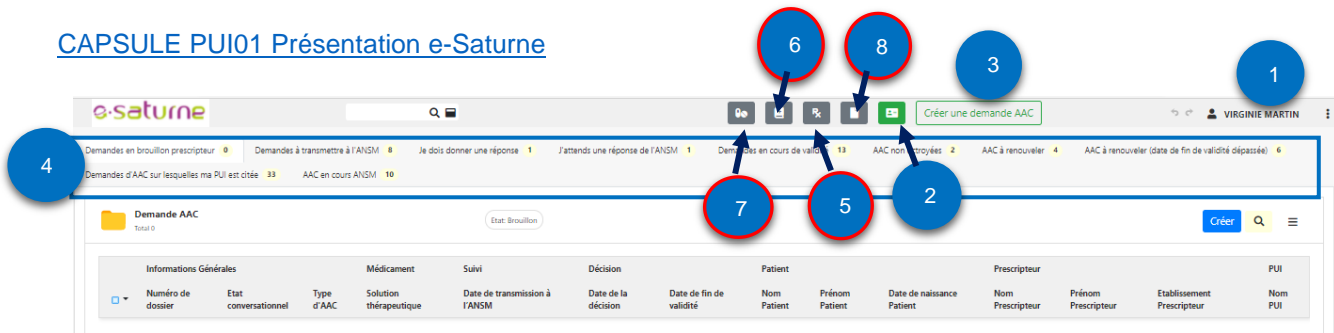 CAPSULE PUI01 Présentation e-Saturne
6
8
3
1
e-saturne
Créer une demande AAC
VIRGINIE MARTIN
4
Demandes en brouillon prescripteur 0 Demandes à transmettre à l'ANSM 8 Je dois donner une réponse 1 J'attends une réponse de l'ANSM 1 Demandes en cours de validité 13 AAC non octroyées 2 AAC à renouveler 4 AAC à renouveler (date de fin de validité dépassée) 6
Demandes d'AAC sur lesquelles ma PUI est citée 33 AAC en cours ANSM 10
7
5
2
Demande AAC
Total 0
Etat: Brouillon
Créer
Informations Générales Médicament Suivi Décision Patient Prescripteur PUI
Numéro de dossier Etat conversationnel Type d'AAC Solution thérapeutique Date de transmission à l'ANSM Date de la décision Date de fin de validité Nom Patient Prénom Patient Date de naissance Patient Nom Prescripteur Prénom Prescripteur Etablissement Prescripteur Nom PUI